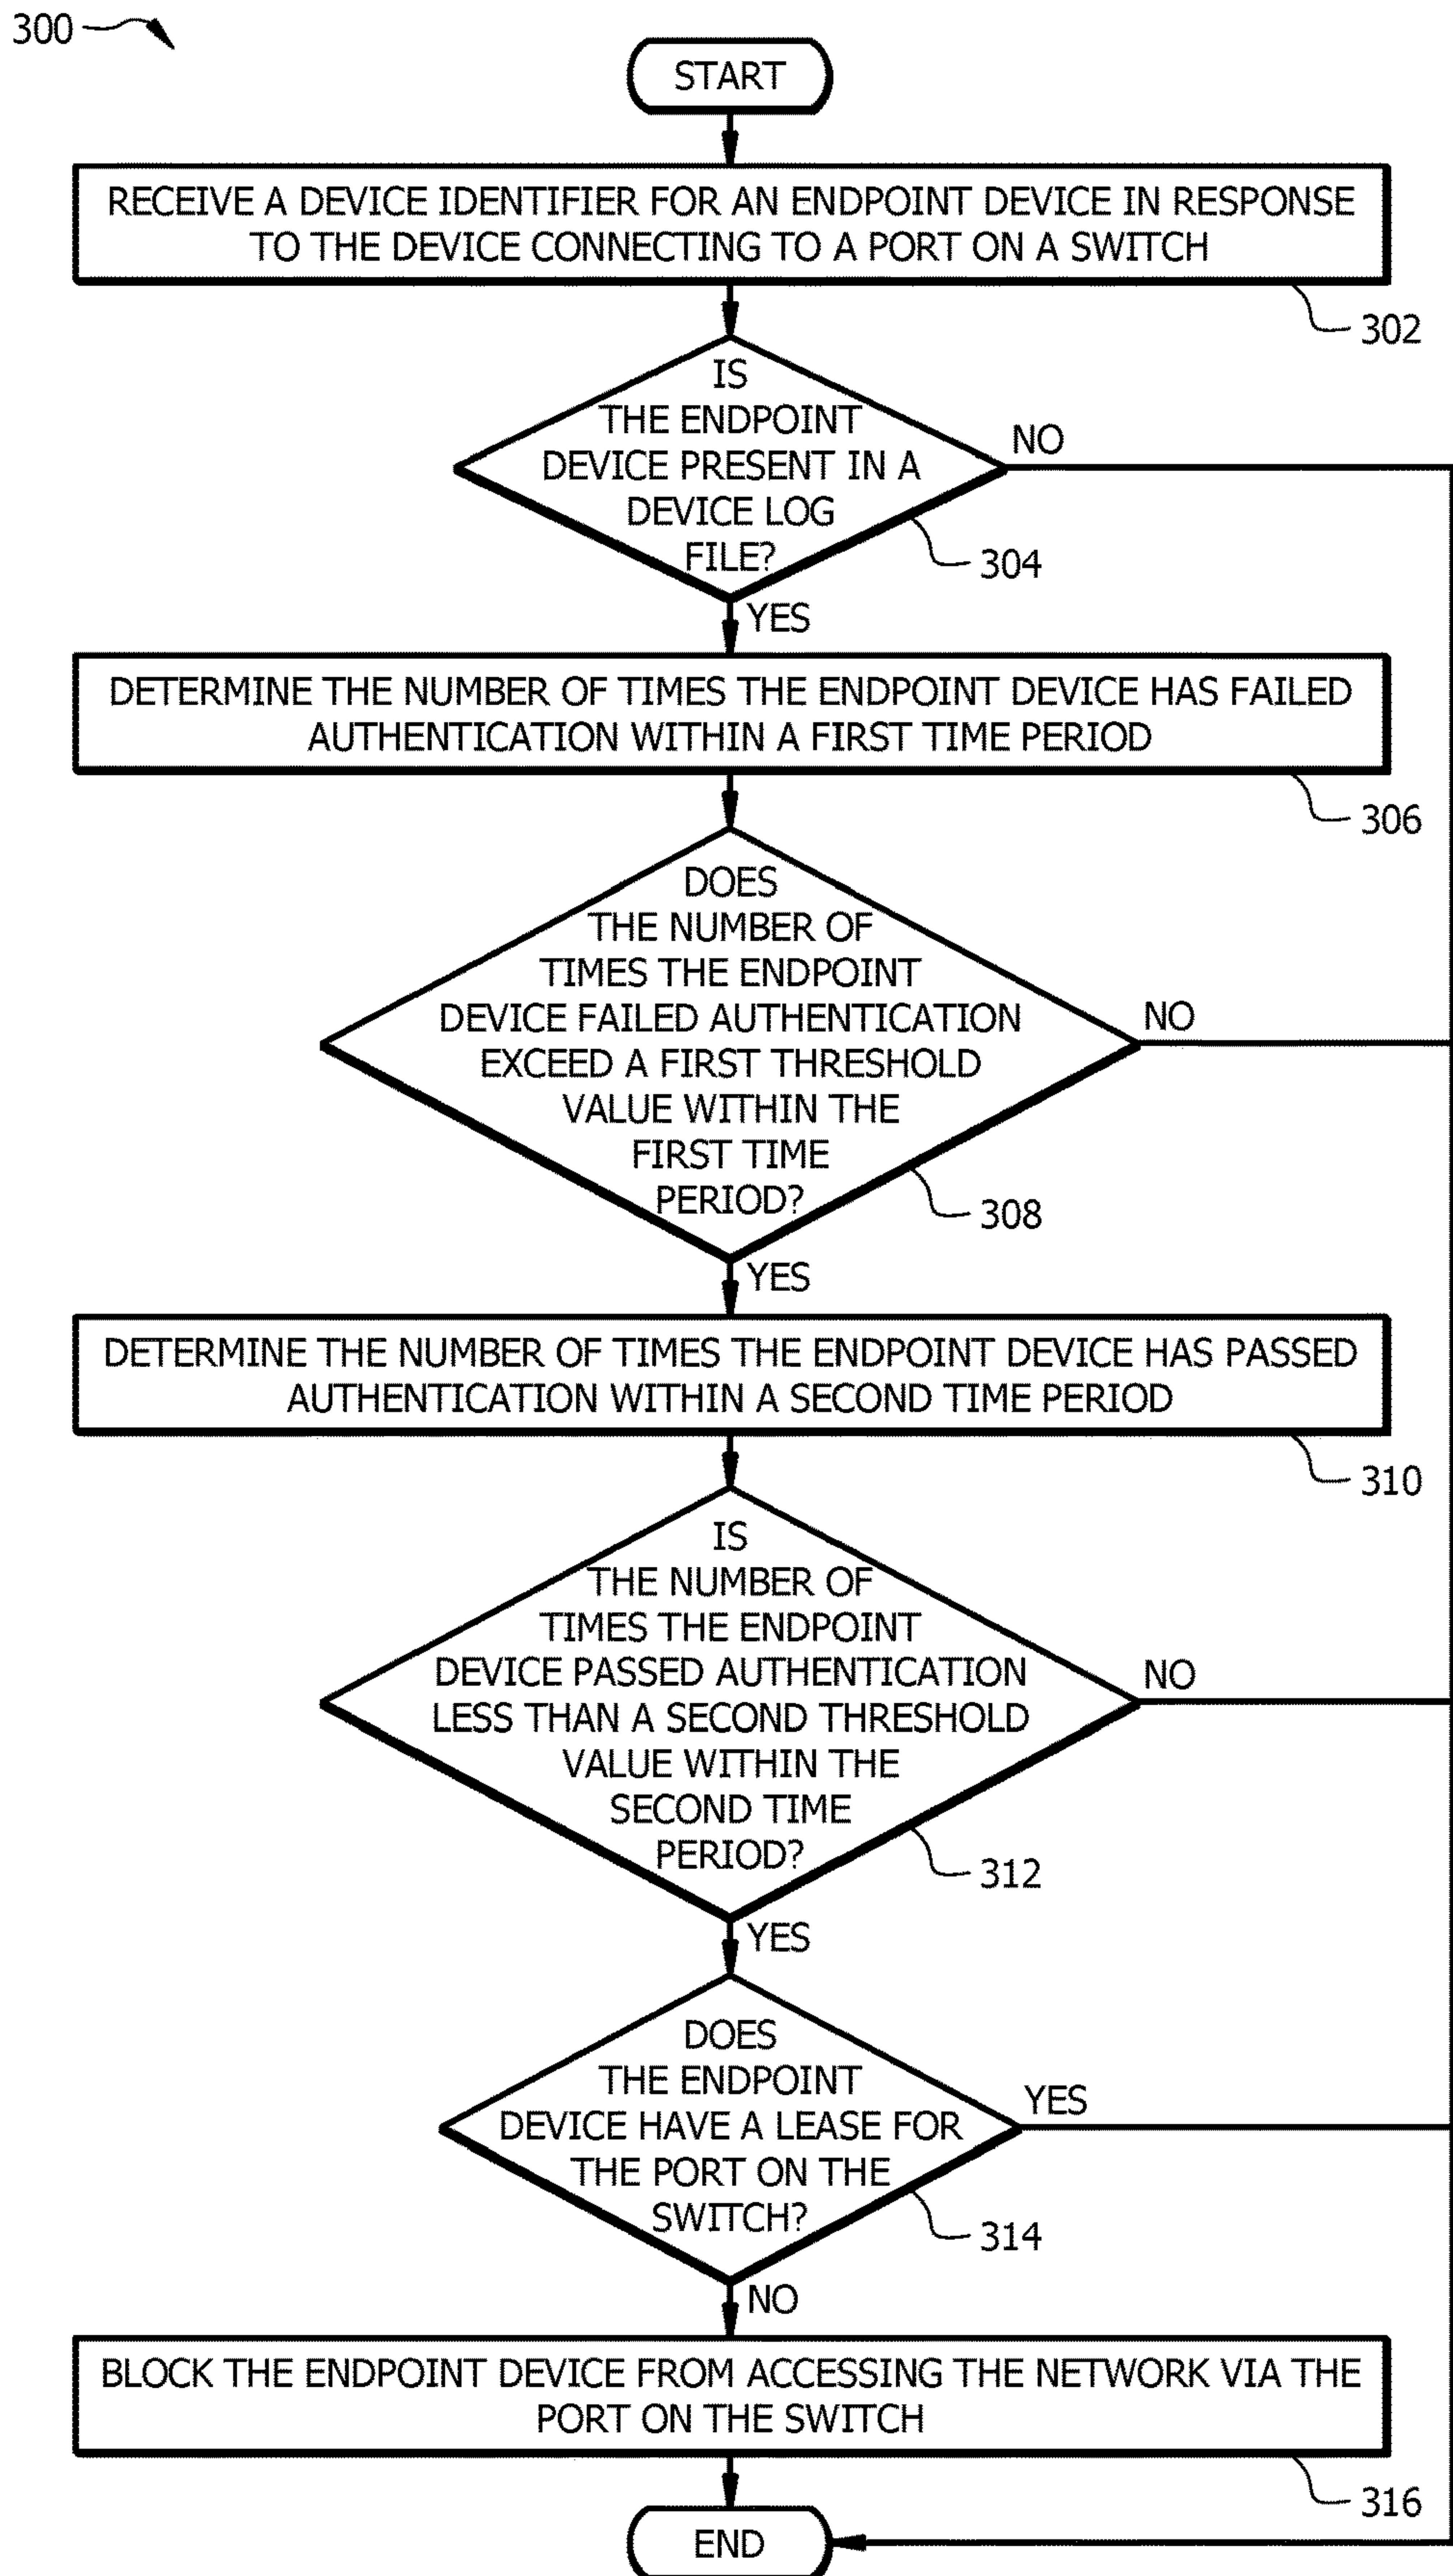 300
START
RECEIVE A DEVICE IDENTIFIER FOR AN ENDPOINT DEVICE IN RESPONSE
TO THE DEVICE CONNECTING TO A PORT ON A SWITCH
302
IS
THE ENDPOINT
DEVICE PRESENT IN A
DEVICE LOG
FILE?
NO
304
YES
DETERMINE THE NUMBER OF TIMES THE ENDPOINT DEVICE HAS FAILED
AUTHENTICATION WITHIN A FIRST TIME PERIOD
306
DOES
THE NUMBER OF
TIMES THE ENDPOINT
DEVICE FAILED AUTHENTICATION
EXCEED A FIRST THRESHOLD
VALUE WITHIN THE
FIRST TIME
PERIOD?
NO
308
YES
DETERMINE THE NUMBER OF TIMES THE ENDPOINT DEVICE HAS PASSED
AUTHENTICATION WITHIN A SECOND TIME PERIOD
310
IS
THE NUMBER OF
TIMES THE ENDPOINT
DEVICE PASSED AUTHENTICATION
LESS THAN A SECOND THRESHOLD
VALUE WITHIN THE
SECOND TIME
PERIOD?
NO
312
YES
DOES
THE ENDPOINT
DEVICE HAVE A LEASE FOR
THE PORT ON THE
SWITCH?
YES
314
NO
BLOCK THE ENDPOINT DEVICE FROM ACCESSING THE NETWORK VIA THE
PORT ON THE SWITCH
316
END